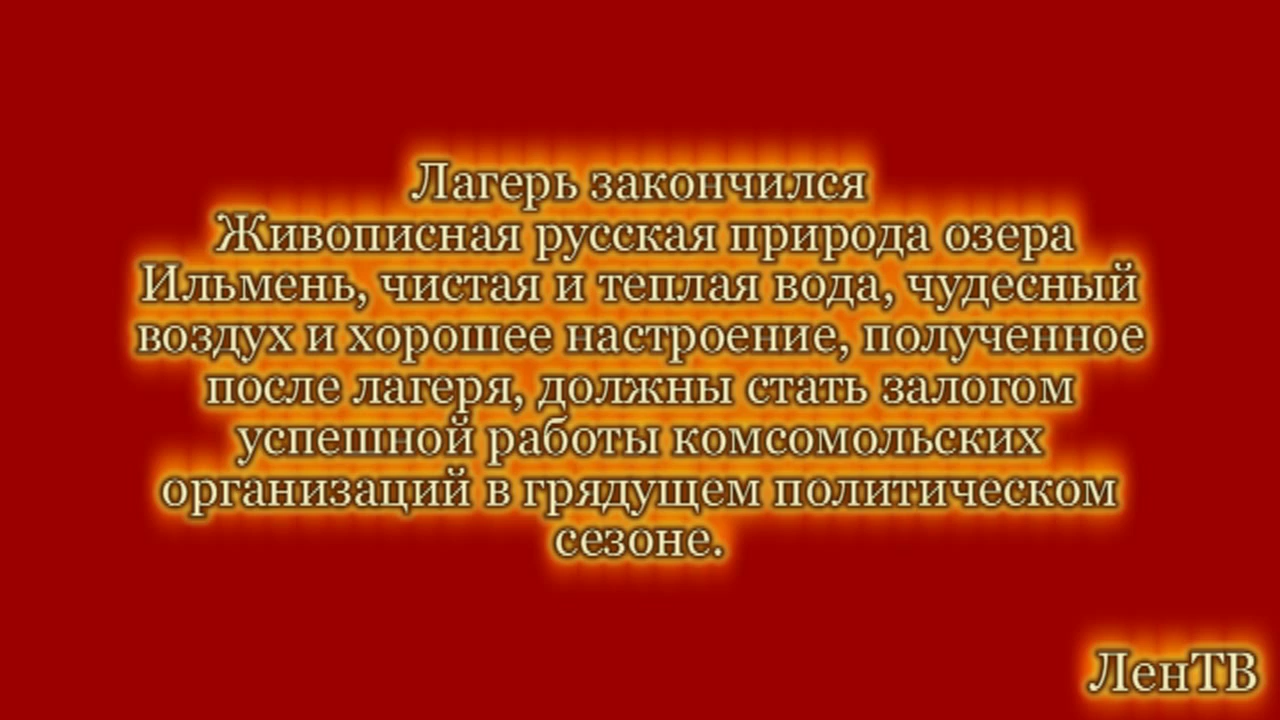 Лагерь закончился
Живописная русская природа озера
Ильмень, чистая и теплая вода, чудесный
воздух и хорошее настроение, полученное
после лагеря, должны стать залогом
успешной работы комсомольских
организаций в грядущем политическом
сезоне.
ЛенТВ